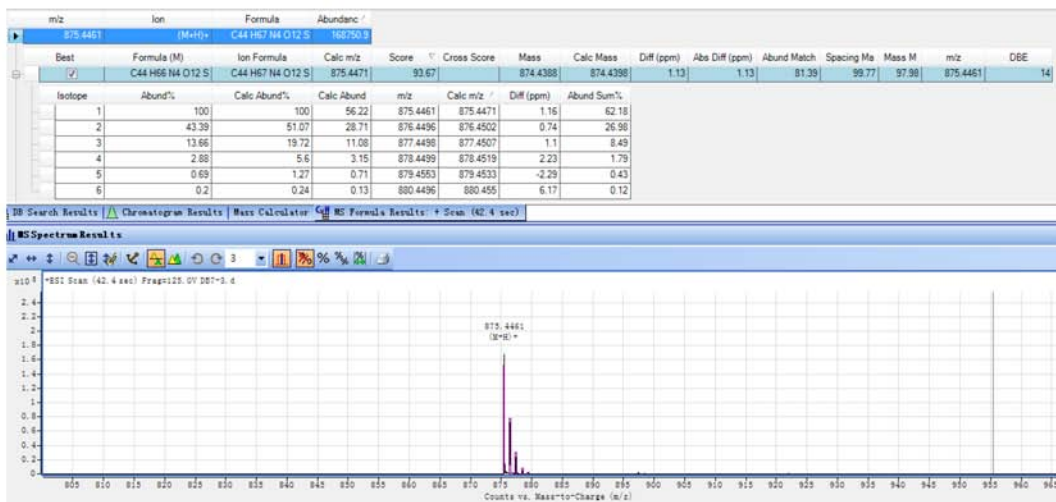 m/z Ion Formula Abundanc
875.4461 (M+H)+ C44 H67 N4 O12 S 168750.9
Best Formula (M) Ion Formula Calc m/z Score Cross Score Mass Calc Mass Diff (ppm) Abs Diff (ppm) Abund Match Spacing Ma Mass M m/z DBE
C44 H66 N4 O12 S C44 H67 N4 O12 S 875.4471 93.67 874.4388 874.4398 1.13 1.13 81.39 99.77 97.98 875.4461 14
Isotope Abund% Calc Abund% Calc Abund m/z Calc m/z Diff (ppm) Abund Sum%
1 100 100 56.22 875.4461 875.4471 1.16 62.18
2 43.39 51.07 28.71 876.4496 876.4502 0.74 26.98
3 13.66 19.72 11.08 877.4498 877.4507 1.1 8.49
4 2.88 5.6 3.15 878.4499 878.4519 2.23 1.79
5 0.69 1.27 0.71 879.4553 879.4533 -2.29 0.43
6 0.2 0.24 0.13 880.4496 880.455 6.17 0.12
DB Search Results Chromatogram Results Mass Calculator MS Formula Results: + Scan (42.4 sec)
MS Spectrum Results
3 % %
+ESI Scan (42.4 sec) Frag=125.0V DB7-3.d
2.4
2.2
2
875.4461
(M+H)+
1.8
1.6
1.4
1.2
1
0.8
0.6
0.4
0.2
0
805 810 815 820 825 830 835 840 845 850 855 860 865 870 875 880 885 890 895 900 905 910 915 920 925 930 935 940 945 950 955 960 965
Counts vs. Mass-to-Charge (m/z)